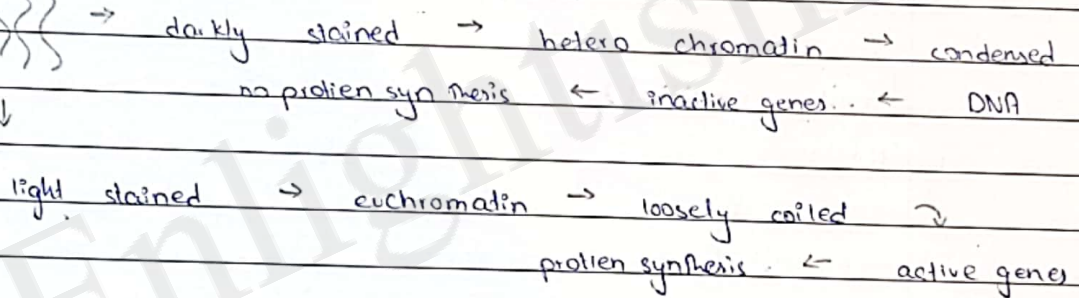 → darkly stained → hetero chromatin → condensed
no protien syn thesis ← inactive genes.. ← DNA
↓
light stained → euchromatin → loosely coiled ↷
protien synthesis. ← active genes
Enlightush